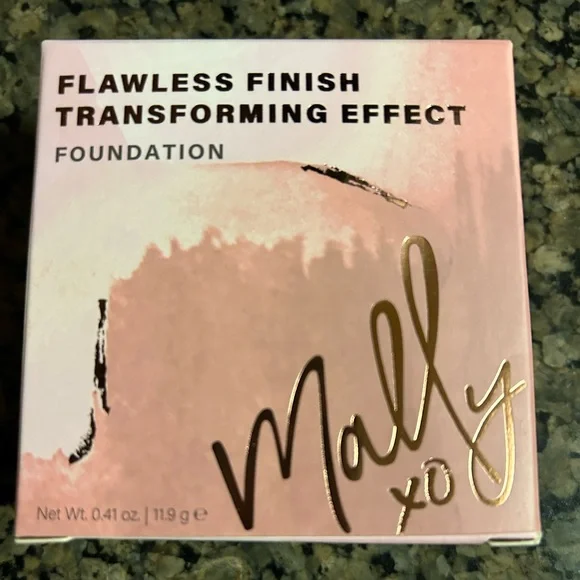 FLAWLESS FINISH
TRANSFORMING EFFECT
FOUNDATION
Mally
xo
Net Wt. 0.41 oz. | 11.9 g ℮